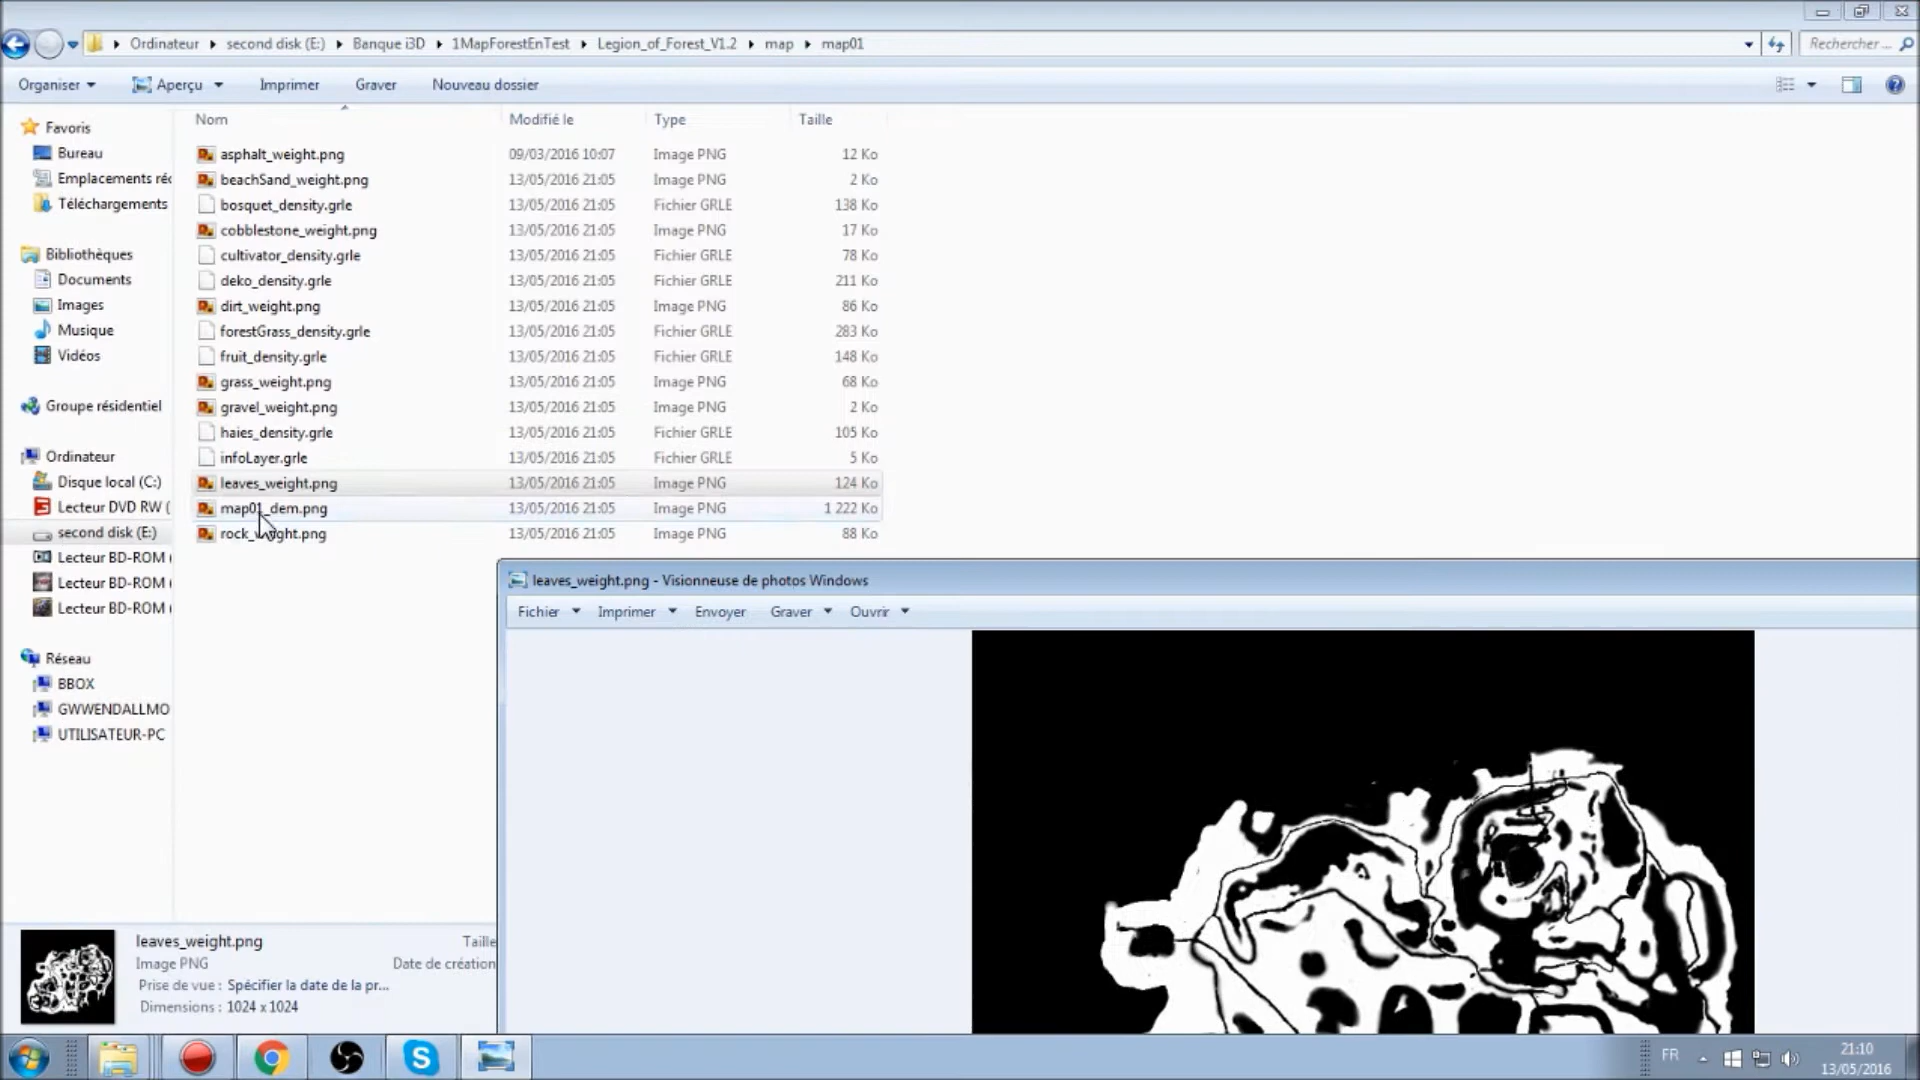 Ordinateur second disk (E:) Banque i3D 1MapForestEnTest Legion_of_Forest_V1.2 map map01 Rechercher ...
Organiser Aperçu Imprimer Graver Nouveau dossier
Favoris
Bureau
Emplacements réc
Téléchargements
Bibliothèques
Documents
Images
Musique
Vidéos
Groupe résidentiel
Ordinateur
Disque local (C:)
Lecteur DVD RW (
second disk (E:)
Lecteur BD-ROM (
Lecteur BD-ROM (
Lecteur BD-ROM (
Réseau
BBOX
GWWENDALLMO
UTILISATEUR-PC
Nom Modifié le Type Taille
asphalt_weight.png 09/03/2016 10:07 Image PNG 12 Ko
beachSand_weight.png 13/05/2016 21:05 Image PNG 2 Ko
bosquet_density.grle 13/05/2016 21:05 Fichier GRLE 138 Ko
cobblestone_weight.png 13/05/2016 21:05 Image PNG 17 Ko
cultivator_density.grle 13/05/2016 21:05 Fichier GRLE 78 Ko
deko_density.grle 13/05/2016 21:05 Fichier GRLE 211 Ko
dirt_weight.png 13/05/2016 21:05 Image PNG 86 Ko
forestGrass_density.grle 13/05/2016 21:05 Fichier GRLE 283 Ko
fruit_density.grle 13/05/2016 21:05 Fichier GRLE 148 Ko
grass_weight.png 13/05/2016 21:05 Image PNG 68 Ko
gravel_weight.png 13/05/2016 21:05 Image PNG 2 Ko
haies_density.grle 13/05/2016 21:05 Fichier GRLE 105 Ko
infoLayer.grle 13/05/2016 21:05 Fichier GRLE 5 Ko
leaves_weight.png 13/05/2016 21:05 Image PNG 124 Ko
map01_dem.png 13/05/2016 21:05 Image PNG 1 222 Ko
rock_weight.png 13/05/2016 21:05 Image PNG 88 Ko
leaves_weight.png - Visionneuse de photos Windows
Fichier Imprimer Envoyer Graver Ouvrir
leaves_weight.png Taille
Image PNG Date de création
Prise de vue : Spécifier la date de la pr...
Dimensions : 1024 x 1024
FR
21:10
13/05/2016